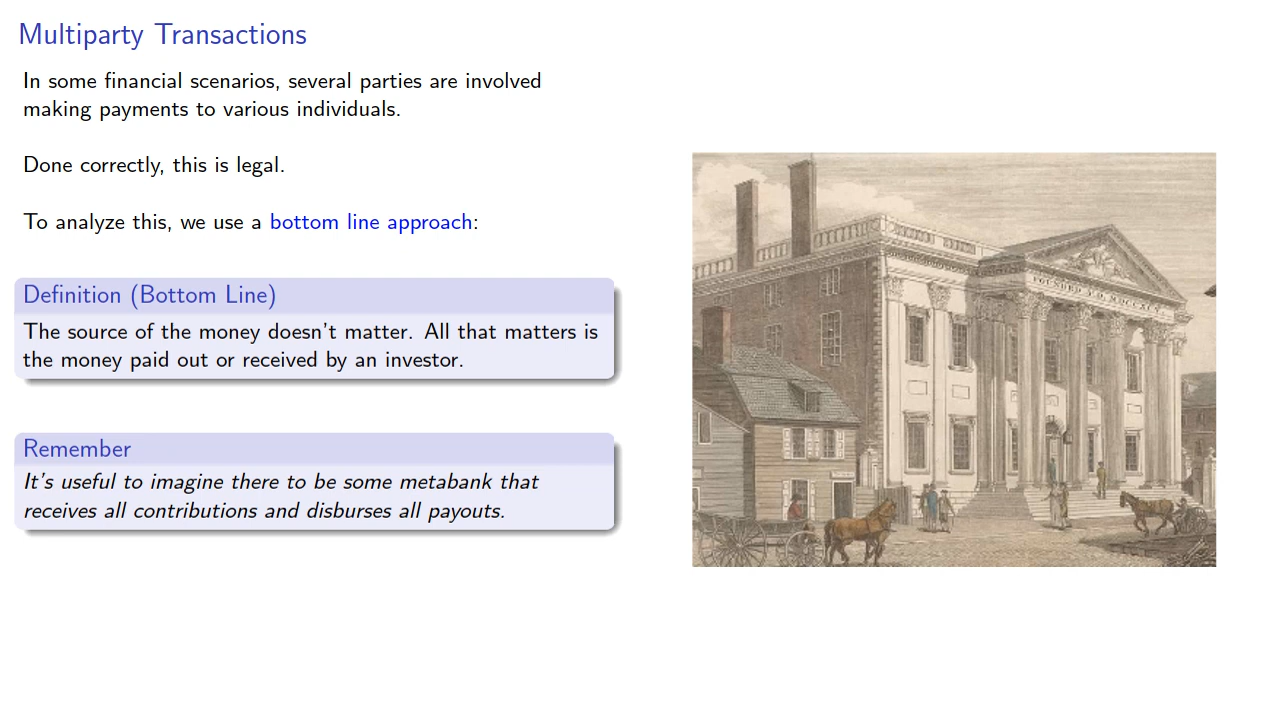 Multiparty Transactions
In some financial scenarios, several parties are involved
making payments to various individuals.
Done correctly, this is legal.
To analyze this, we use a bottom line approach:
Definition (Bottom Line)
The source of the money doesn't matter. All that matters is
the money paid out or received by an investor.
Remember
It's useful to imagine there to be some metabank that
receives all contributions and disburses all payouts.
FOUNDED